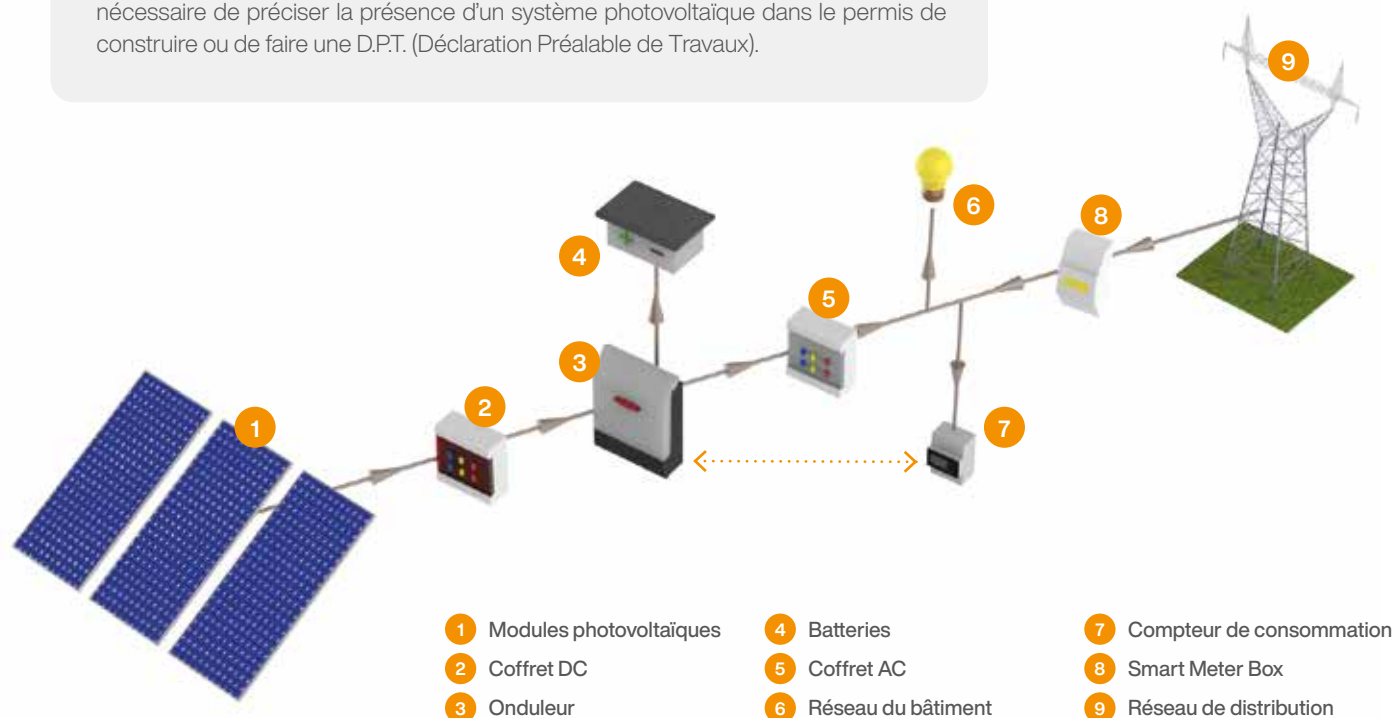 nécessaire de préciser la présence d'un système photovoltaïque dans le permis de
construire ou de faire une D.P.T. (Déclaration Préalable de Travaux).
9
6
8
4
5
3
2
7
1
1 Modules photovoltaïques
2 Coffret DC
3 Onduleur
4 Batteries
5 Coffret AC
6 Réseau du bâtiment
7 Compteur de consommation
8 Smart Meter Box
9 Réseau de distribution